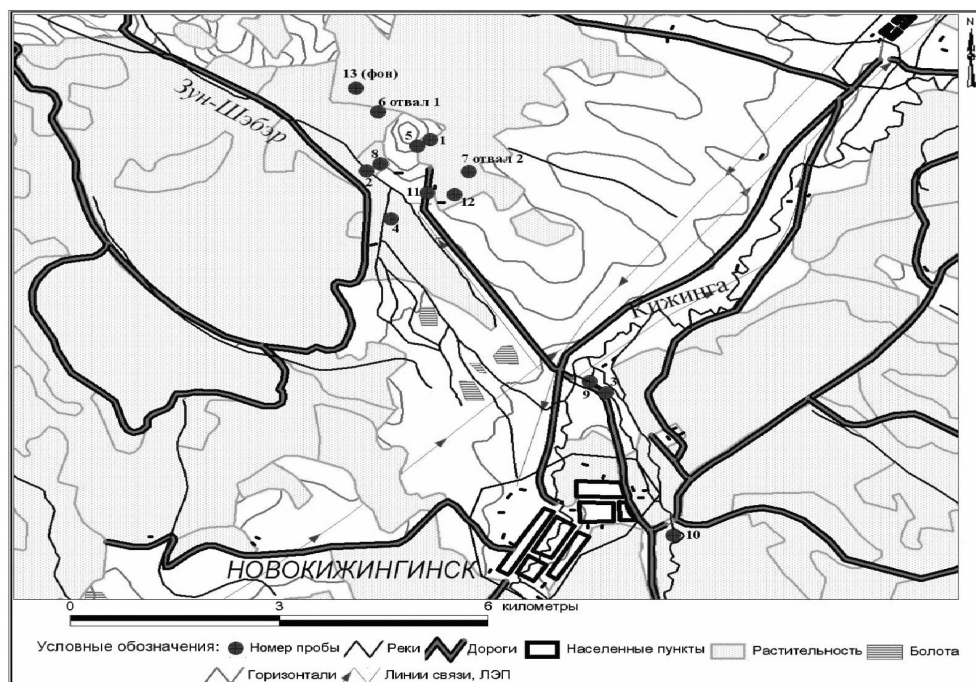 N
13 (фон)
6 отвал 1
Зун-Шэбэр
5
1
8
7 отвал 2
2
11
12
4
Кижинга
3
9
10
НОВОКИЖИНГИНСК
0 3 6 километры
Условные обозначения: Номер пробы Реки Дороги Населенные пункты Растительность Болота
Горизонтали Линии связи, ЛЭП